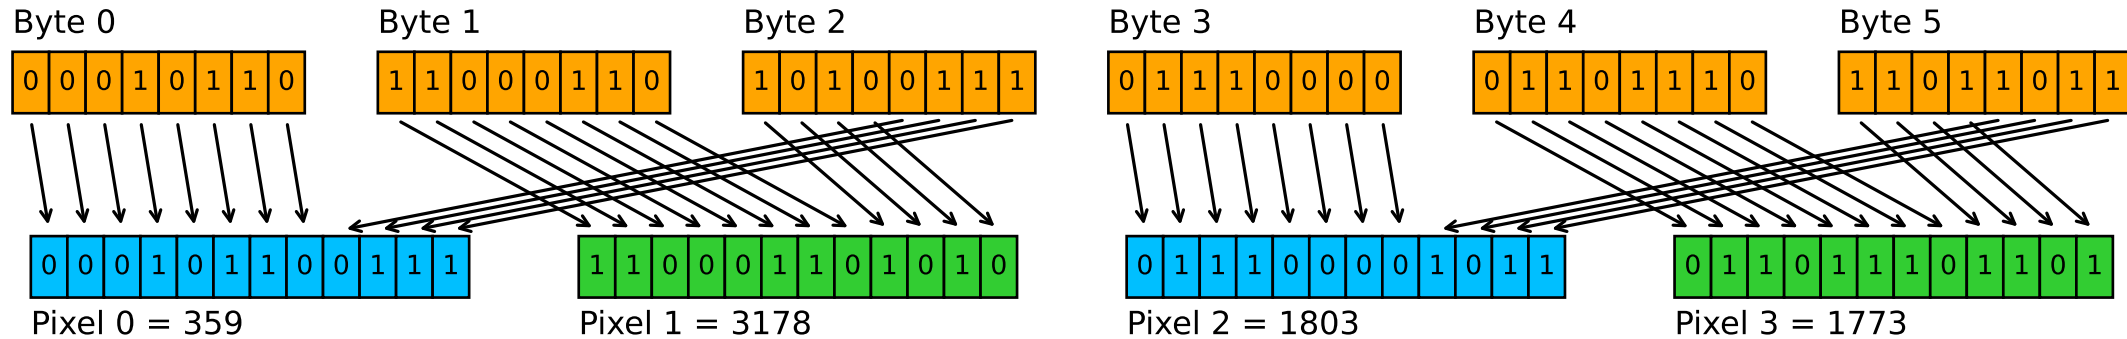 Byte 0 Byte 1 Byte 2 Byte 3 Byte 4 Byte 5
0 0 0 1 0 1 1 0 1 1 0 0 0 1 1 0 1 0 1 0 0 1 1 1 0 1 1 1 0 0 0 0 0 1 1 0 1 1 1 0 1 1 0 1 1 0 1 1
0 0 0 1 0 1 1 0 0 1 1 1 1 1 0 0 0 1 1 0 1 0 1 0 0 1 1 1 0 0 0 0 1 0 1 1 0 1 1 0 1 1 1 0 1 1 0 1
Pixel 0 = 359 Pixel 1 = 3178 Pixel 2 = 1803 Pixel 3 = 1773